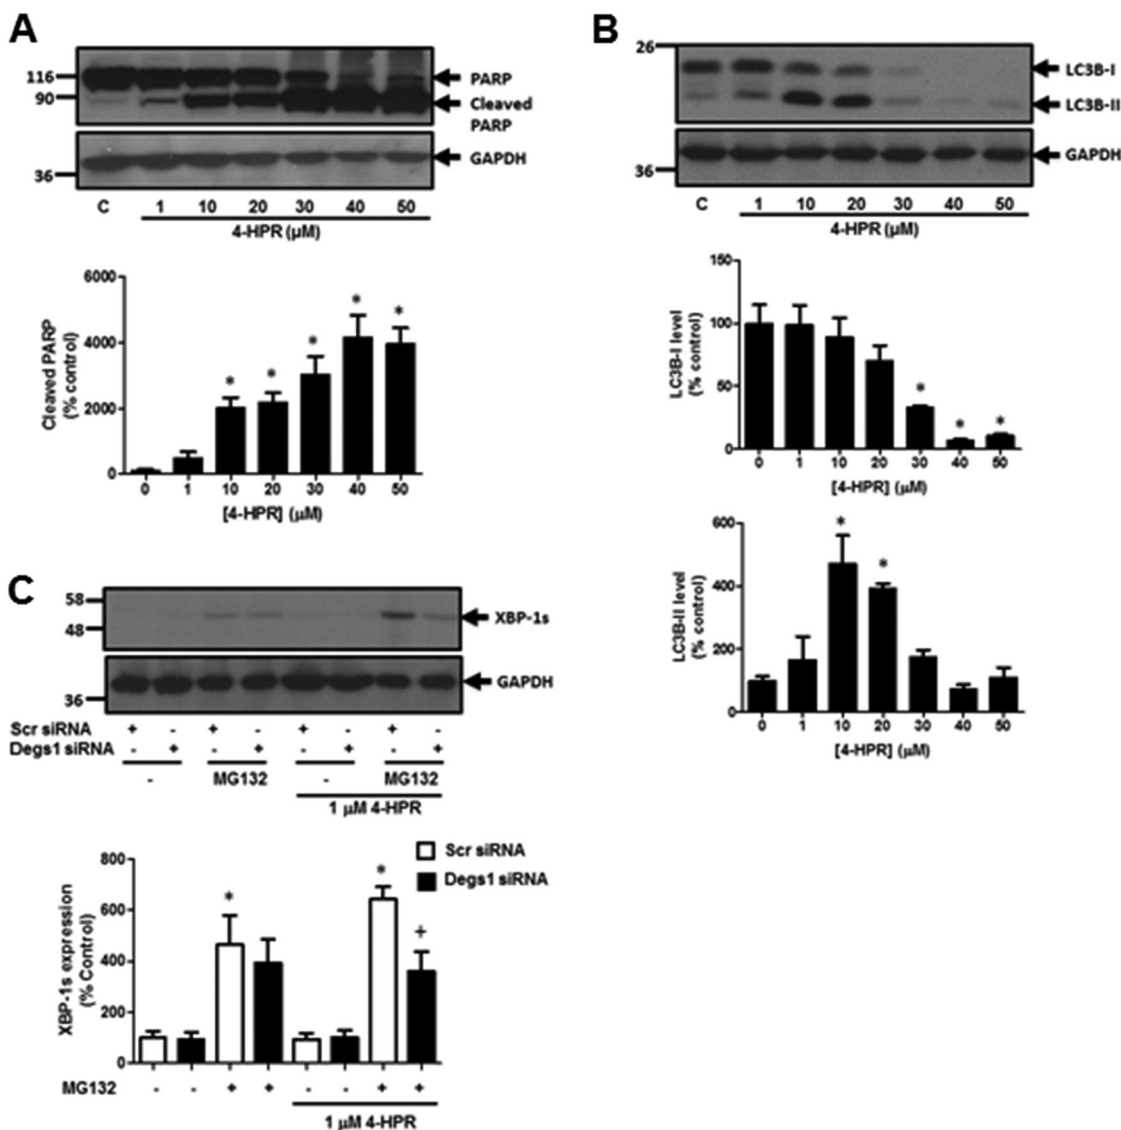 A
116
PARP
90
Cleaved
PARP
GAPDH
36
C 1 10 20 30 40 50
4-HPR (μM)
Cleaved PARP
(% control)
6000
4000
2000
0
* * * * *
0 1 10 20 30 40 50
[4-HPR] (μM)
B
26
LC3B-I
LC3B-II
GAPDH
36
C 1 10 20 30 40 50
4-HPR (μM)
LC3B-I level
(% control)
150
100
50
0
* * *
0 1 10 20 30 40 50
[4-HPR] (μM)
LC3B-II level
(% control)
600
400
200
0
* *
0 1 10 20 30 40 50
[4-HPR] (μM)
C
58
XBP-1s
48
GAPDH
36
Scr siRNA + - + - + - + -
Degs1 siRNA - + - + - + - +
- MG132 - MG132
1 μM 4-HPR
Scr siRNA
Degs1 siRNA
XBP-1s expression
(% Control)
800
600
400
200
0
* * +
MG132 - - + + - - + +
1 μM 4-HPR